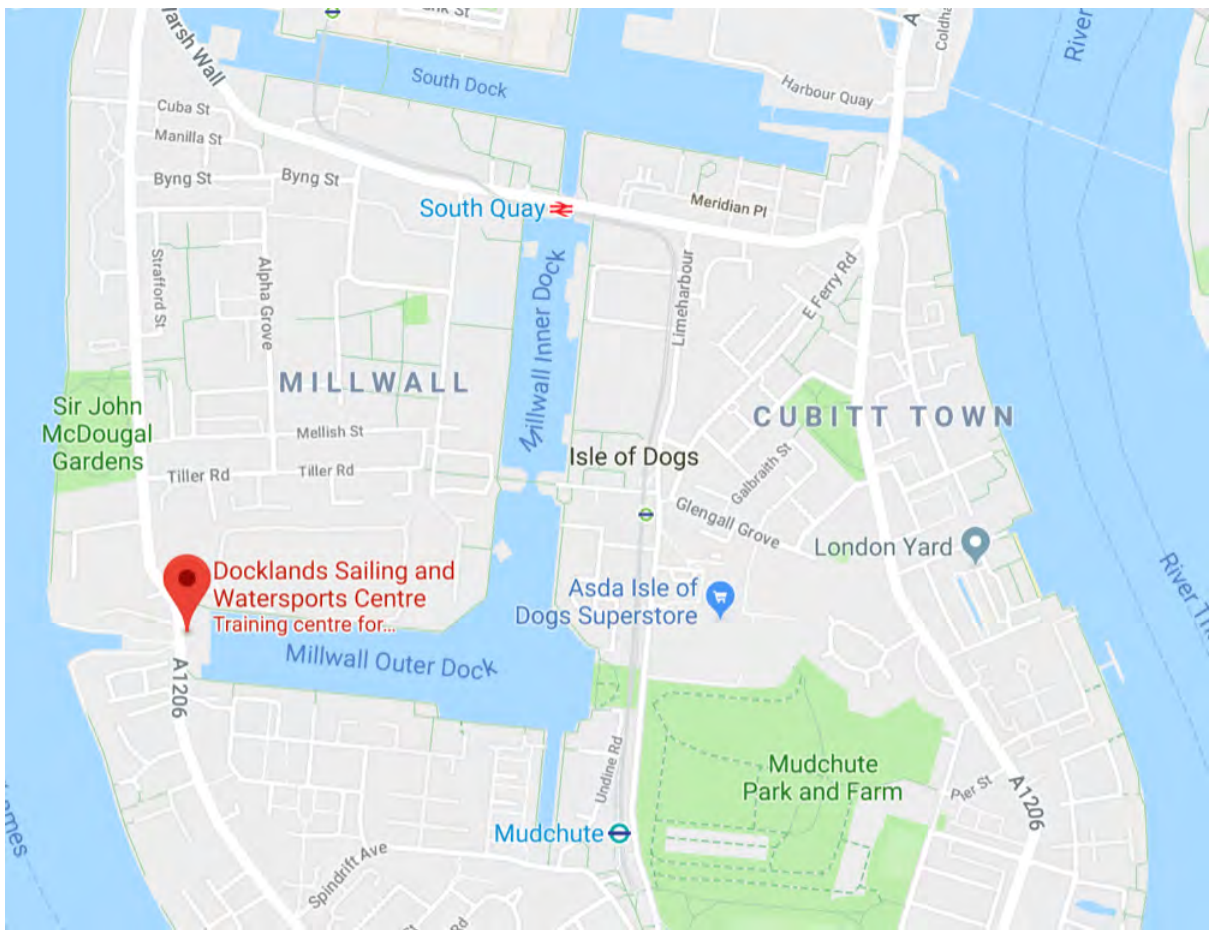 South Dock
Harbour Quay
River
Marsh Wall
Cuba St
Manilla St
Byng St
Byng St
South Quay
Meridian Pl
E Ferry Rd
Strafford St
Alpha Grove
Millwall Inner Dock
Limeharbour
MILLWALL
CUBITT TOWN
Sir John
McDougal
Gardens
Mellish St
Tiller Rd
Tiller Rd
Isle of Dogs
Galbraith St
Glengall Grove
London Yard
Docklands Sailing and
Watersports Centre
Training centre for...
Asda Isle of
Dogs Superstore
Millwall Outer Dock
A1206
Undine Rd
Mudchute
Park and Farm
Pier St
A1206
Mudchute
Spindrift Ave